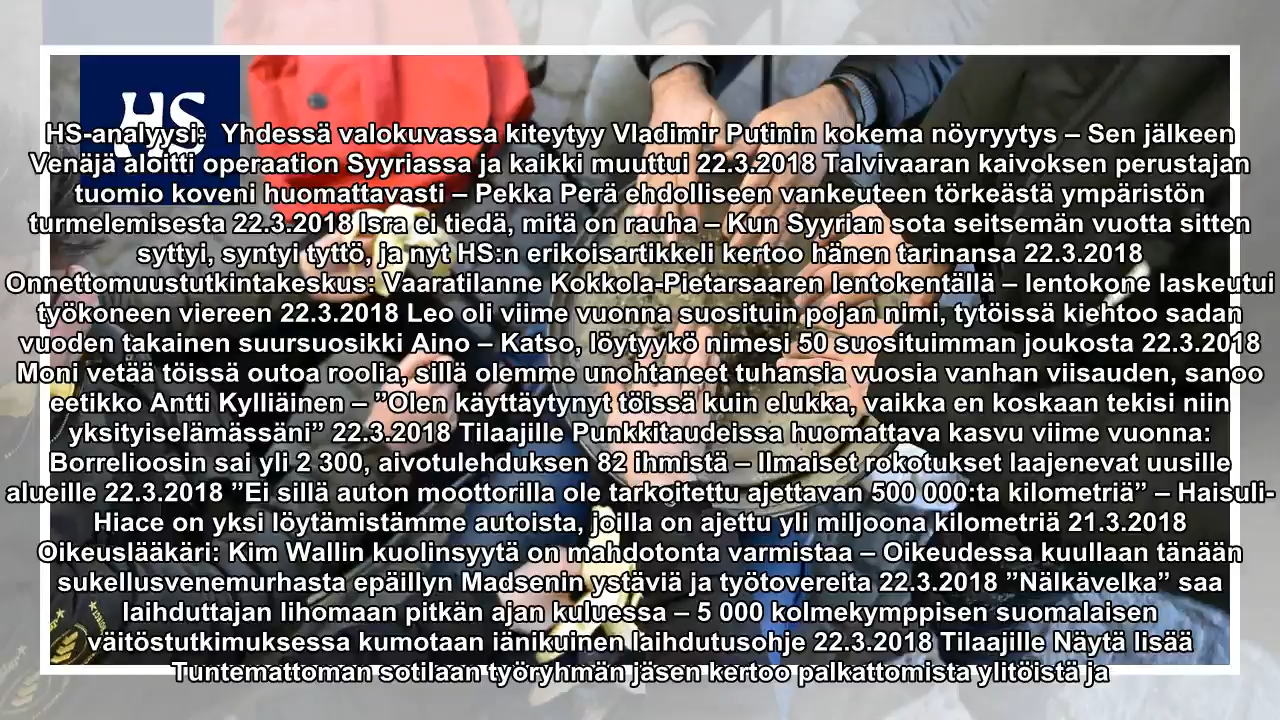 HS
HS-analyysi:  Yhdessä valokuvassa kiteytyy Vladimir Putinin kokema nöyryytys – Sen jälkeen
Venäjä aloitti operaation Syyriassa ja kaikki muuttui 22.3.2018 Talvivaaran kaivoksen perustajan
tuomio koveni huomattavasti – Pekka Perä ehdolliseen vankeuteen törkeästä ympäristön
turmelemisesta 22.3.2018 Isra ei tiedä, mitä on rauha – Kun Syyrian sota seitsemän vuotta sitten
syttyi, syntyi tyttö, ja nyt HS:n erikoisartikkeli kertoo hänen tarinansa 22.3.2018
Onnettomuustutkintakeskus: Vaaratilanne Kokkola-Pietarsaaren lentokentällä – lentokone laskeutui
työkoneen viereen 22.3.2018 Leo oli viime vuonna suosituin pojan nimi, tytöissä kiehtoo sadan
vuoden takainen suursuosikki Aino – Katso, löytyykö nimesi 50 suosituimman joukosta 22.3.2018
Moni vetää töissä outoa roolia, sillä olemme unohtaneet tuhansia vuosia vanhan viisauden, sanoo
eetikko Antti Kylliäinen – ”Olen käyttäytynyt töissä kuin elukka, vaikka en koskaan tekisi niin
yksityiselämässäni” 22.3.2018 Tilaajille Punkkitaudeissa huomattava kasvu viime vuonna:
Borrelioosin sai yli 2 300, aivotulehduksen 82 ihmistä – Ilmaiset rokotukset laajenevat uusille
alueille 22.3.2018 ”Ei sillä auton moottorilla ole tarkoitettu ajettavan 500 000:ta kilometriä” – Haisuli-
Hiace on yksi löytämistämme autoista, joilla on ajettu yli miljoona kilometriä 21.3.2018
Oikeuslääkäri: Kim Wallin kuolinsyytä on mahdotonta varmistaa – Oikeudessa kuullaan tänään
sukellusvenemurhasta epäillyn Madsenin ystäviä ja työtovereita 22.3.2018 ”Nälkävelka” saa
laihduttajan lihomaan pitkän ajan kuluessa – 5 000 kolmekymppisen suomalaisen
väitöstutkimuksessa kumotaan iänikuinen laihdutusohje 22.3.2018 Tilaajille Näytä lisää
Tuntemattoman sotilaan työryhmän jäsen kertoo palkattomista ylitöistä ja